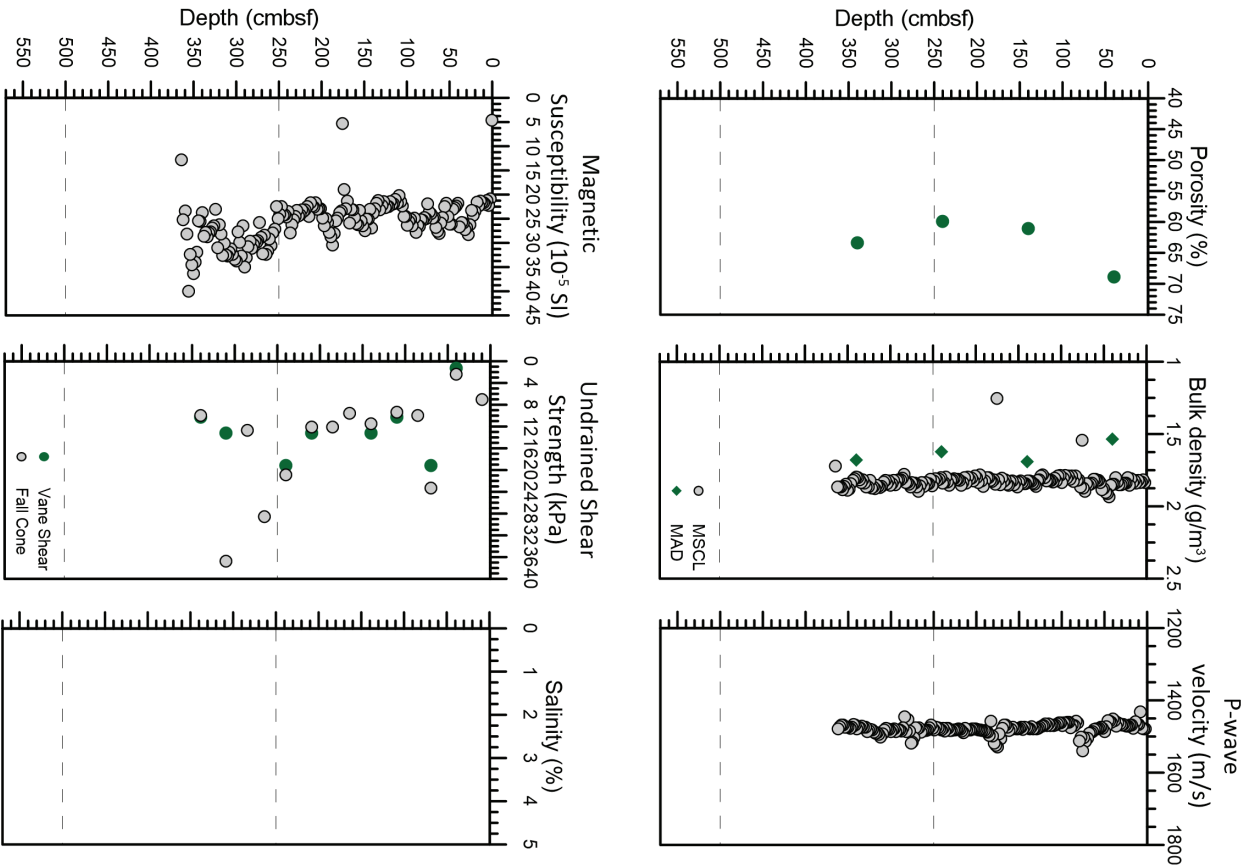 Depth (cmbsf)
550 500 450 400 350 300 250 200 150 100 50 0
0 5 10 15 20 25 30 35 40 45
Magnetic
Susceptibility (10⁻⁵ SI)
0 4 8 12 16 20 24 28 32 36 40
Undrained Shear
Strength (kPa)
Vane Shear
Fall Cone
0 1 2 3 4 5
Salinity (%)
Depth (cmbsf)
550 500 450 400 350 300 250 200 150 100 50 0
40 45 50 55 60 65 70 75
Porosity (%)
1 1.5 2 2.5
Bulk density (g/m³)
MSCL
MAD
1200 1400 1600 1800
P-wave
velocity (m/s)